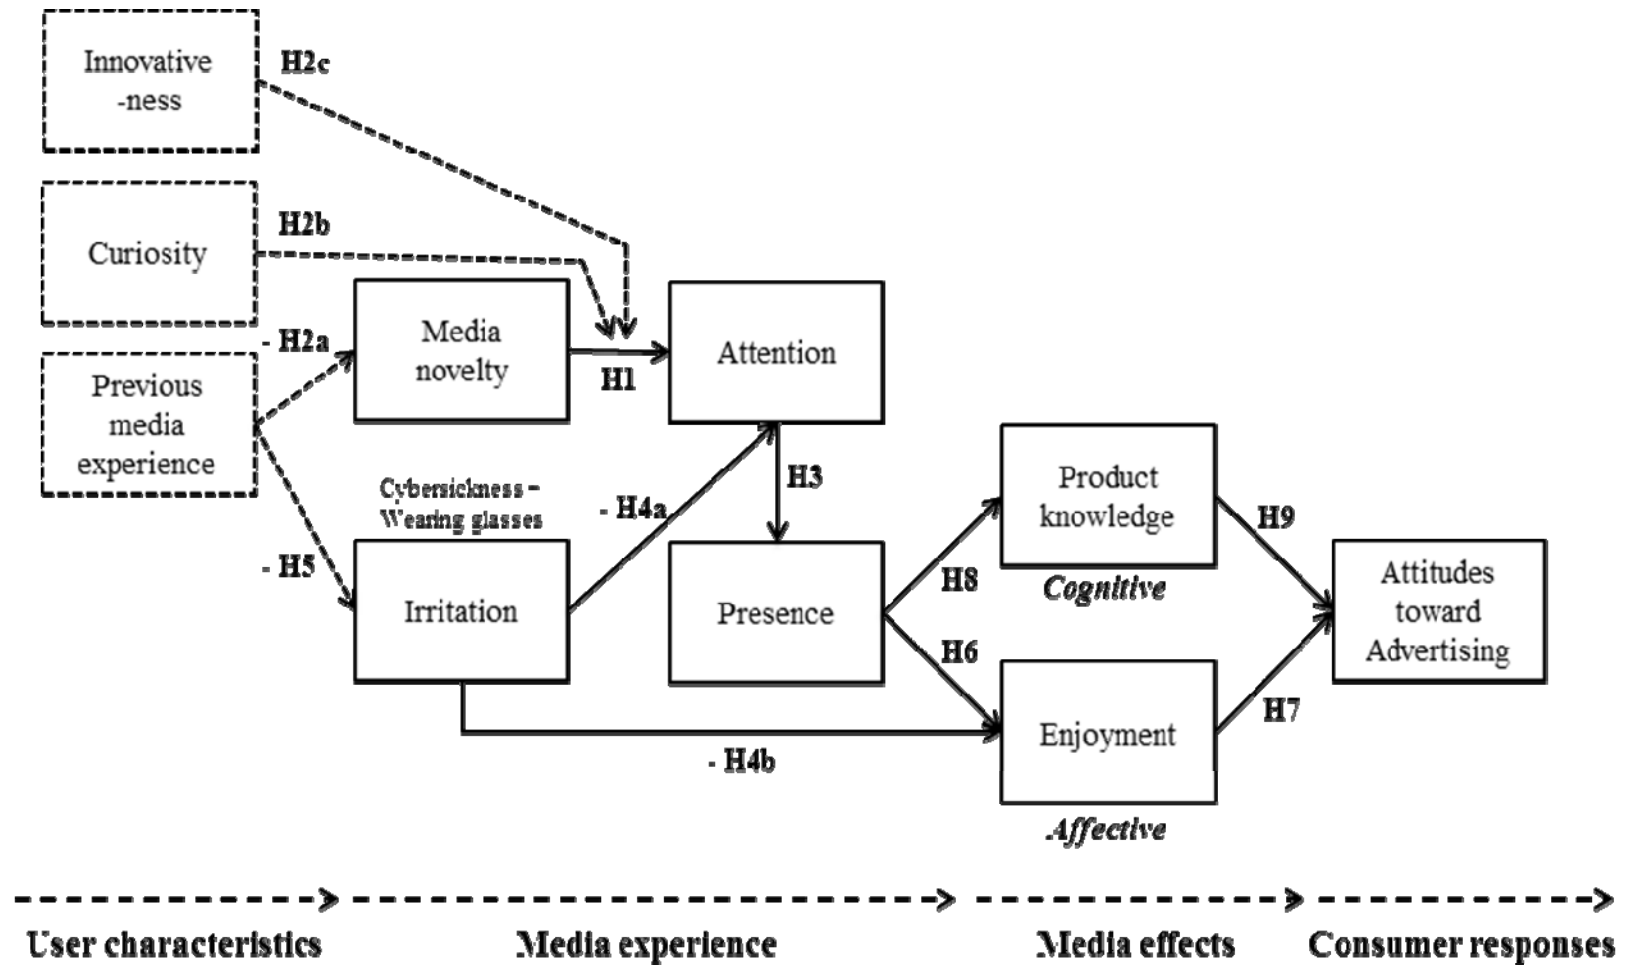 Innovative
-ness
H2c
Curiosity
H2b
Previous
media
experience
- H2a
- H5
Media
novelty
H1
Attention
Cybersickness –
Wearing glasses
- H4a
H3
Irritation
Presence
- H4b
H8
H6
Product
knowledge
Cognitive
Enjoyment
Affective
H9
H7
Attitudes
toward
Advertising
User characteristics
Media experience
Media effects
Consumer responses